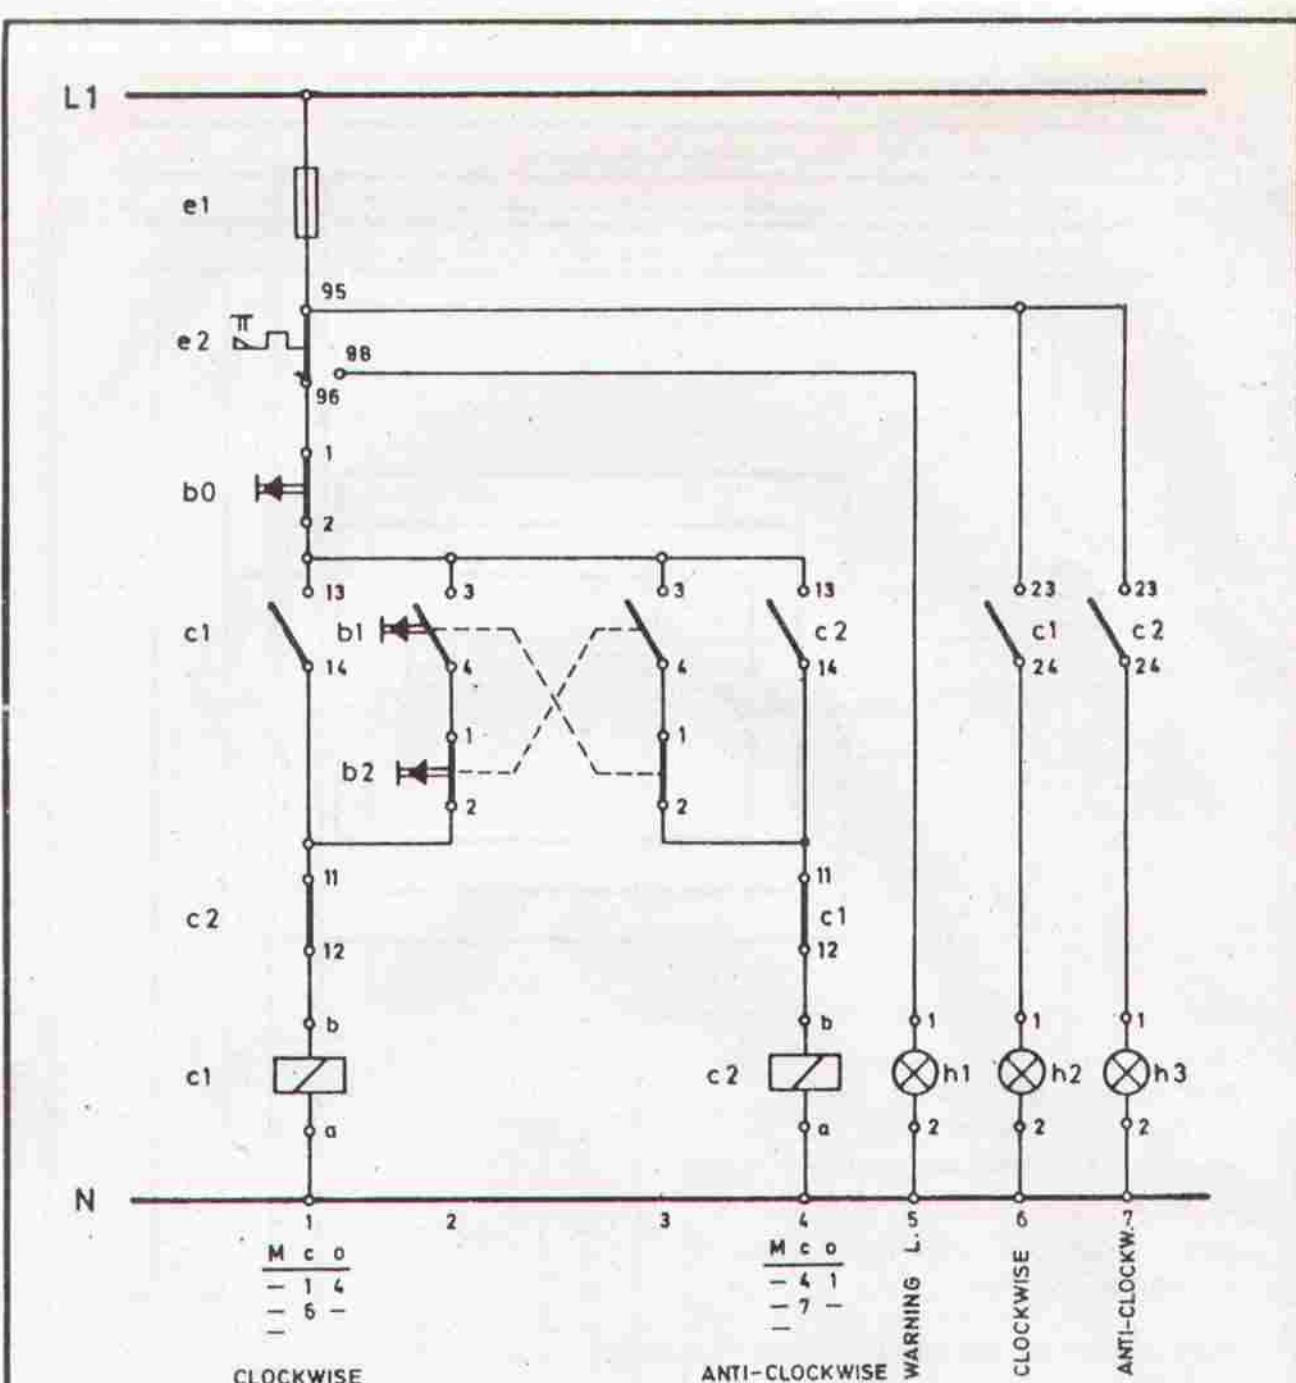 L1
e1
95
e2
98
96
1
b0
2
13 3 3 13 23 23
c1 b1 c2 c1 c2
14 4 4 14 24 24
1 1
b2
2 2
11 11
c2 c1
12 12
b b 1 1 1
c1 c2 h1 h2 h3
a a 2 2 2
N
1 2 3 4 5 6 7
M c o M c o
– 1 4 – 4 1
– 6 – – 7 –
– –
CLOCKWISE
ANTI-CLOCKWISE
WARNING L.
CLOCKWISE
ANTI-CLOCKW.